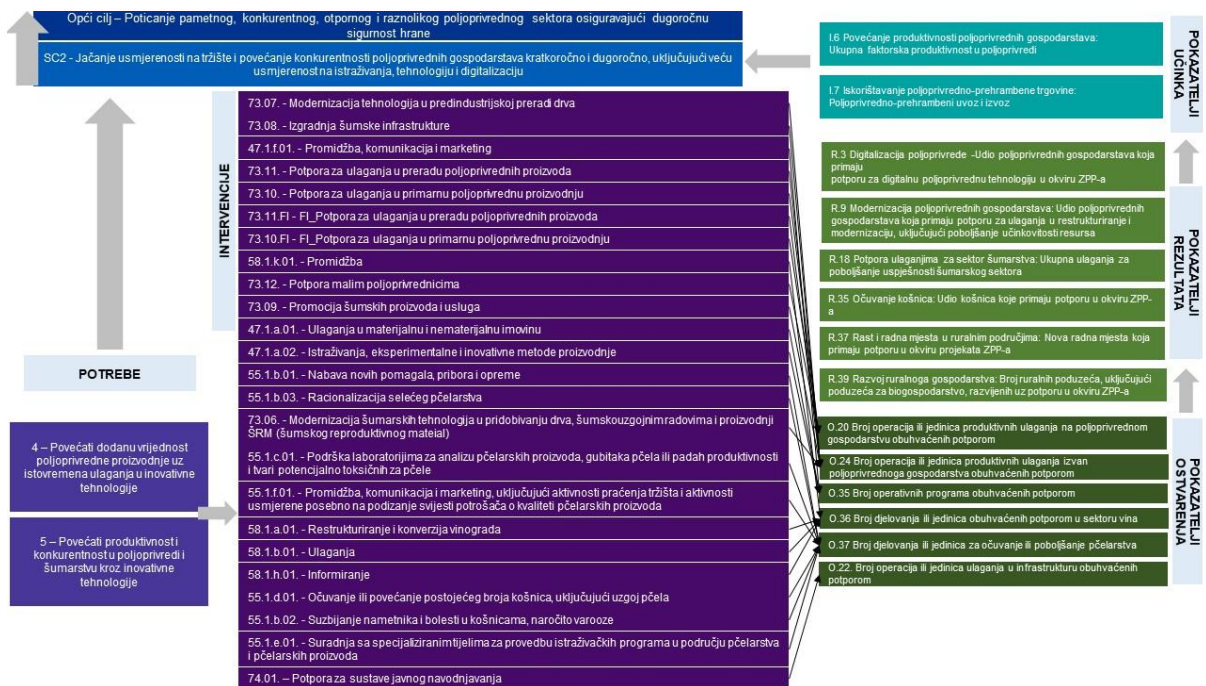 Opći cilj – Poticanje pametnog, konkurentnog, otpornog i raznolikog poljoprivrednog sektora osiguravajući dugoročnu
sigurnost hrane
SC2 - Jačanje usmjerenosti na tržište i povećanje konkurentnosti poljoprivrednih gospodarstava kratkoročno i dugoročno, uključujući veću
usmjerenost na istraživanja, tehnologiju i digitalizaciju
POTREBE
4 – Povećati dodanu vrijednost
poljoprivredne proizvodnje uz
istovremena ulaganja u inovativne
tehnologije
5 – Povećati produktivnost i
konkurentnost u poljoprivredi i
šumarstvu kroz inovativne
tehnologije
INTERVENCIJE
73.07. - Modernizacija tehnologija u predindustrijskoj preradi drva
73.08. - Izgradnja šumske infrastrukture
47.1.f.01. - Promidžba, komunikacija i marketing
73.11. - Potpora za ulaganja u preradu poljoprivrednih proizvoda
73.10. - Potpora za ulaganja u primarnu poljoprivrednu proizvodnju
73.11.FI - FI_Potpora za ulaganja u preradu poljoprivrednih proizvoda
73.10.FI - FI_Potpora za ulaganja u primarnu poljoprivrednu proizvodnju
58.1.k.01. - Promidžba
73.12. - Potpora malim poljoprivrednicima
73.09. - Promocija šumskih proizvoda i usluga
47.1.a.01. - Ulaganja u materijalnu i nematerijalnu imovinu
47.1.a.02. - Istraživanja, eksperimentalne i inovativne metode proizvodnje
55.1.b.01. - Nabava novih pomagala, pribora i opreme
55.1.b.03. - Racionalizacija selećeg pčelarstva
73.06. - Modernizacija šumarskih tehnologija u pridobivanju drva, šumskouzgojnim radovima i proizvodnji
ŠRM (šumskog reproduktivnog mateial)
55.1.c.01. - Podrška laboratorijima za analizu pčelarskih proizvoda, gubitaka pčela ili padah produktivnosti
i tvari potencijalno toksičnih za pčele
55.1.f.01. - Promidžba, komunikacija i marketing, uključujući aktivnosti praćenja tržišta i aktivnosti
usmjerene posebno na podizanje svijesti potrošača o kvaliteti pčelarskih proizvoda
58.1.a.01. - Restrukturiranje i konverzija vinograda
58.1.b.01. - Ulaganja
58.1.h.01. - Informiranje
55.1.d.01. - Očuvanje ili povećanje postojećeg broja košnica, uključujući uzgoj pčela
55.1.b.02. - Suzbijanje nametnika i bolesti u košnicama, naročito varooze
55.1.e.01. - Suradnja sa specijaliziranim tijelima za provedbu istraživačkih programa u području pčelarstva
i pčelarskih proizvoda
74.01. – Potpora za sustave javnog navodnjavanja
I.6 Povećanje produktivnosti poljoprivrednih gospodarstava:
Ukupna faktorska produktivnost u poljoprivredi
I.7 Iskorištavanje poljoprivredno-prehrambene trgovine:
Poljoprivredno-prehrambeni uvoz i izvoz
POKAZATELJI
UČINKA
R.3 Digitalizacija poljoprivrede -Udio poljoprivrednih gospodarstava koja
primaju
potporu za digitalnu poljoprivrednu tehnologiju u okviru ZPP-a
R.9 Modernizacija poljoprivrednih gospodarstava: Udio poljoprivrednih
gospodarstava koja primaju potporu za ulaganja u restrukturiranje i
modernizaciju, uključujući poboljšanje učinkovitosti resursa
R.18 Potpora ulaganjima za sektor šumarstva: Ukupna ulaganja za
poboljšanje uspješnosti šumarskog sektora
R.35 Očuvanje košnica: Udio košnica koje primaju potporu u okviru ZPP-
a
R.37 Rast i radna mjesta u ruralnim područjima: Nova radna mjesta koja
primaju potporu u okviru projekata ZPP-a
R.39 Razvoj ruralnoga gospodarstva: Broj ruralnih poduzeća, uključujući
poduzeća za biogospodarstvo, razvijenih uz potporu u okviru ZPP-a
POKAZATELJI
REZULTATA
O.20 Broj operacija ili jedinica produktivnih ulaganja na poljoprivrednom
gospodarstvu obuhvaćenih potporom
O.24 Broj operacija ili jedinica produktivnih ulaganja izvan
poljoprivrednoga gospodarstva obuhvaćenih potporom
O.35 Broj operativnih programa obuhvaćenih potporom
O.36 Broj djelovanja ili jedinica obuhvaćenih potporom u sektoru vina
O.37 Broj djelovanja ili jedinica za očuvanje ili poboljšanje pčelarstva
O.22. Broj operacija ili jedinica ulaganja u infrastrukturu obuhvaćenih
potporom
POKAZATELJI
OSTVARENJA